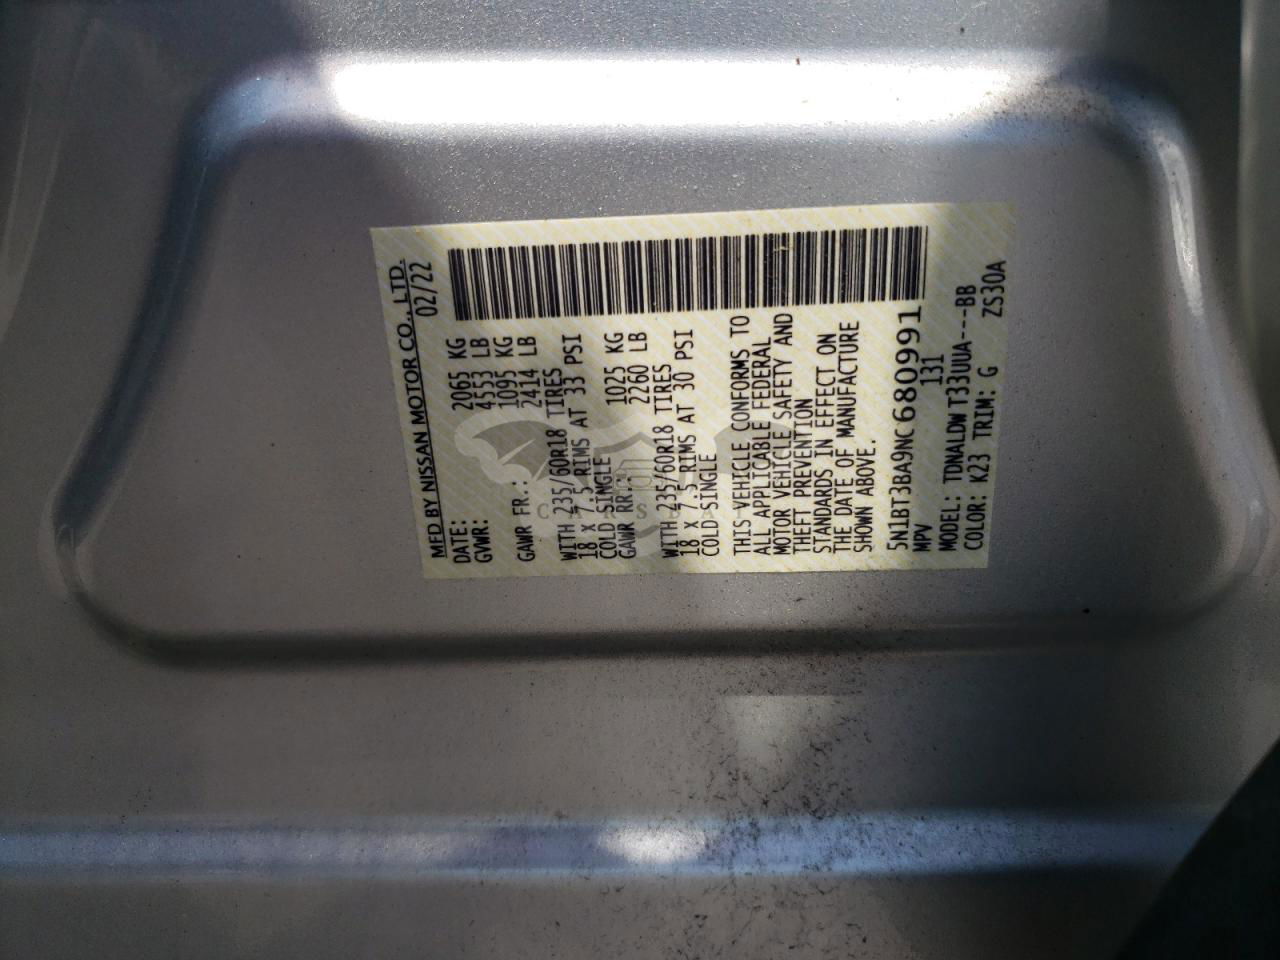 MFD BY NISSAN MOTOR CO., LTD.
DATE: 02/22
GVWR: 2065 KG
4553 LB
GAWR FR.: 1095 KG
2414 LB
WITH 235/60R18 TIRES
18 X 7.5 RIMS AT 33 PSI
COLD SINGLE
GAWR RR.: 1025 KG
2260 LB
WITH 235/60R18 TIRES
18 X 7.5 RIMS AT 30 PSI
COLD SINGLE
THIS VEHICLE CONFORMS TO
ALL APPLICABLE FEDERAL
MOTOR VEHICLE SAFETY AND
THEFT PREVENTION
STANDARDS IN EFFECT ON
THE DATE OF MANUFACTURE
SHOWN ABOVE.
5N1BT3BA9NC680991
MPV 131
MODEL: TDNALDW T33UUA----BB
COLOR: K23 TRIM: G ZS30A